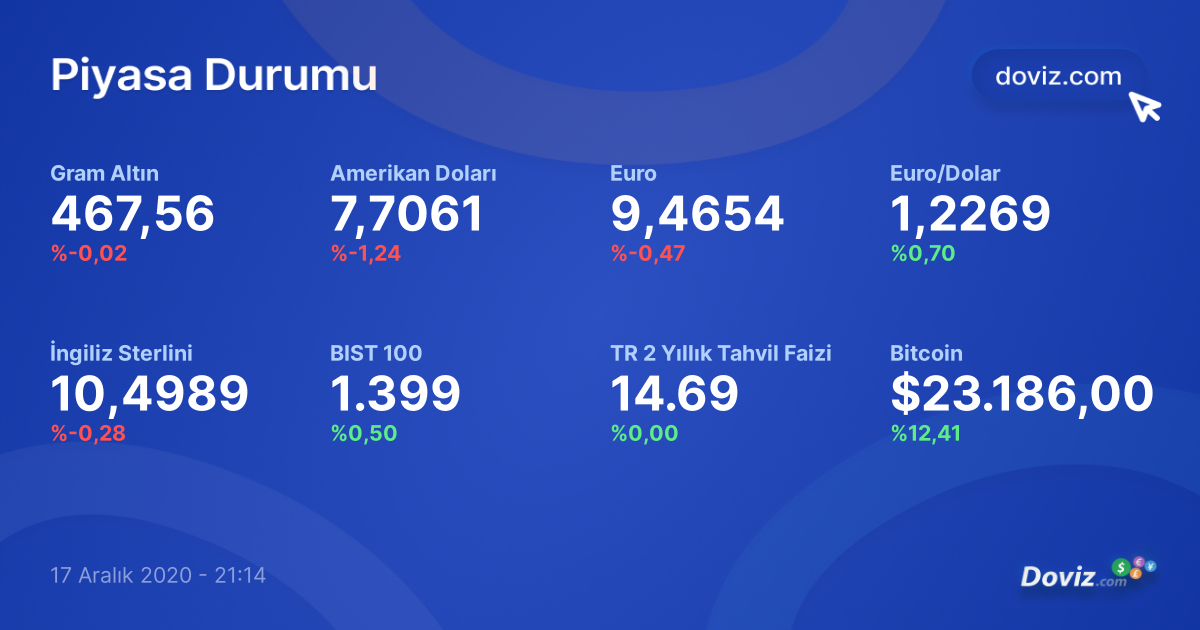 Piyasa Durumu
doviz.com
Gram Altın
467,56
%-0,02
Amerikan Doları
7,7061
%-1,24
Euro
9,4654
%-0,47
Euro/Dolar
1,2269
%0,70
İngiliz Sterlini
10,4989
%-0,28
BIST 100
1.399
%0,50
TR 2 Yıllık Tahvil Faizi
14.69
%0,00
Bitcoin
$23.186,00
%12,41
17 Aralık 2020 - 21:14
Doviz.com $ € £ ¥